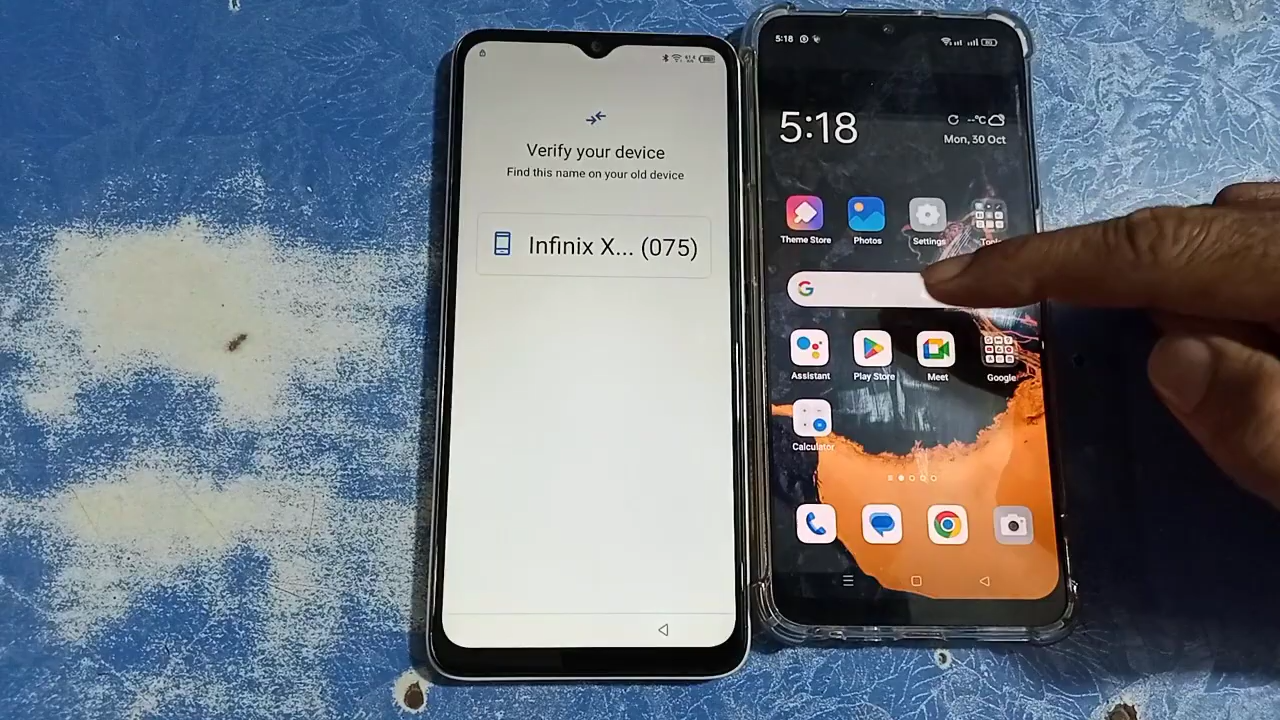 Verify your device
Find this name on your old device
Infinix X... (075)
5:18
5:18
--°C
Mon, 30 Oct
Theme Store
Photos
Settings
G
Assistant
Play Store
Meet
Google
Calculator